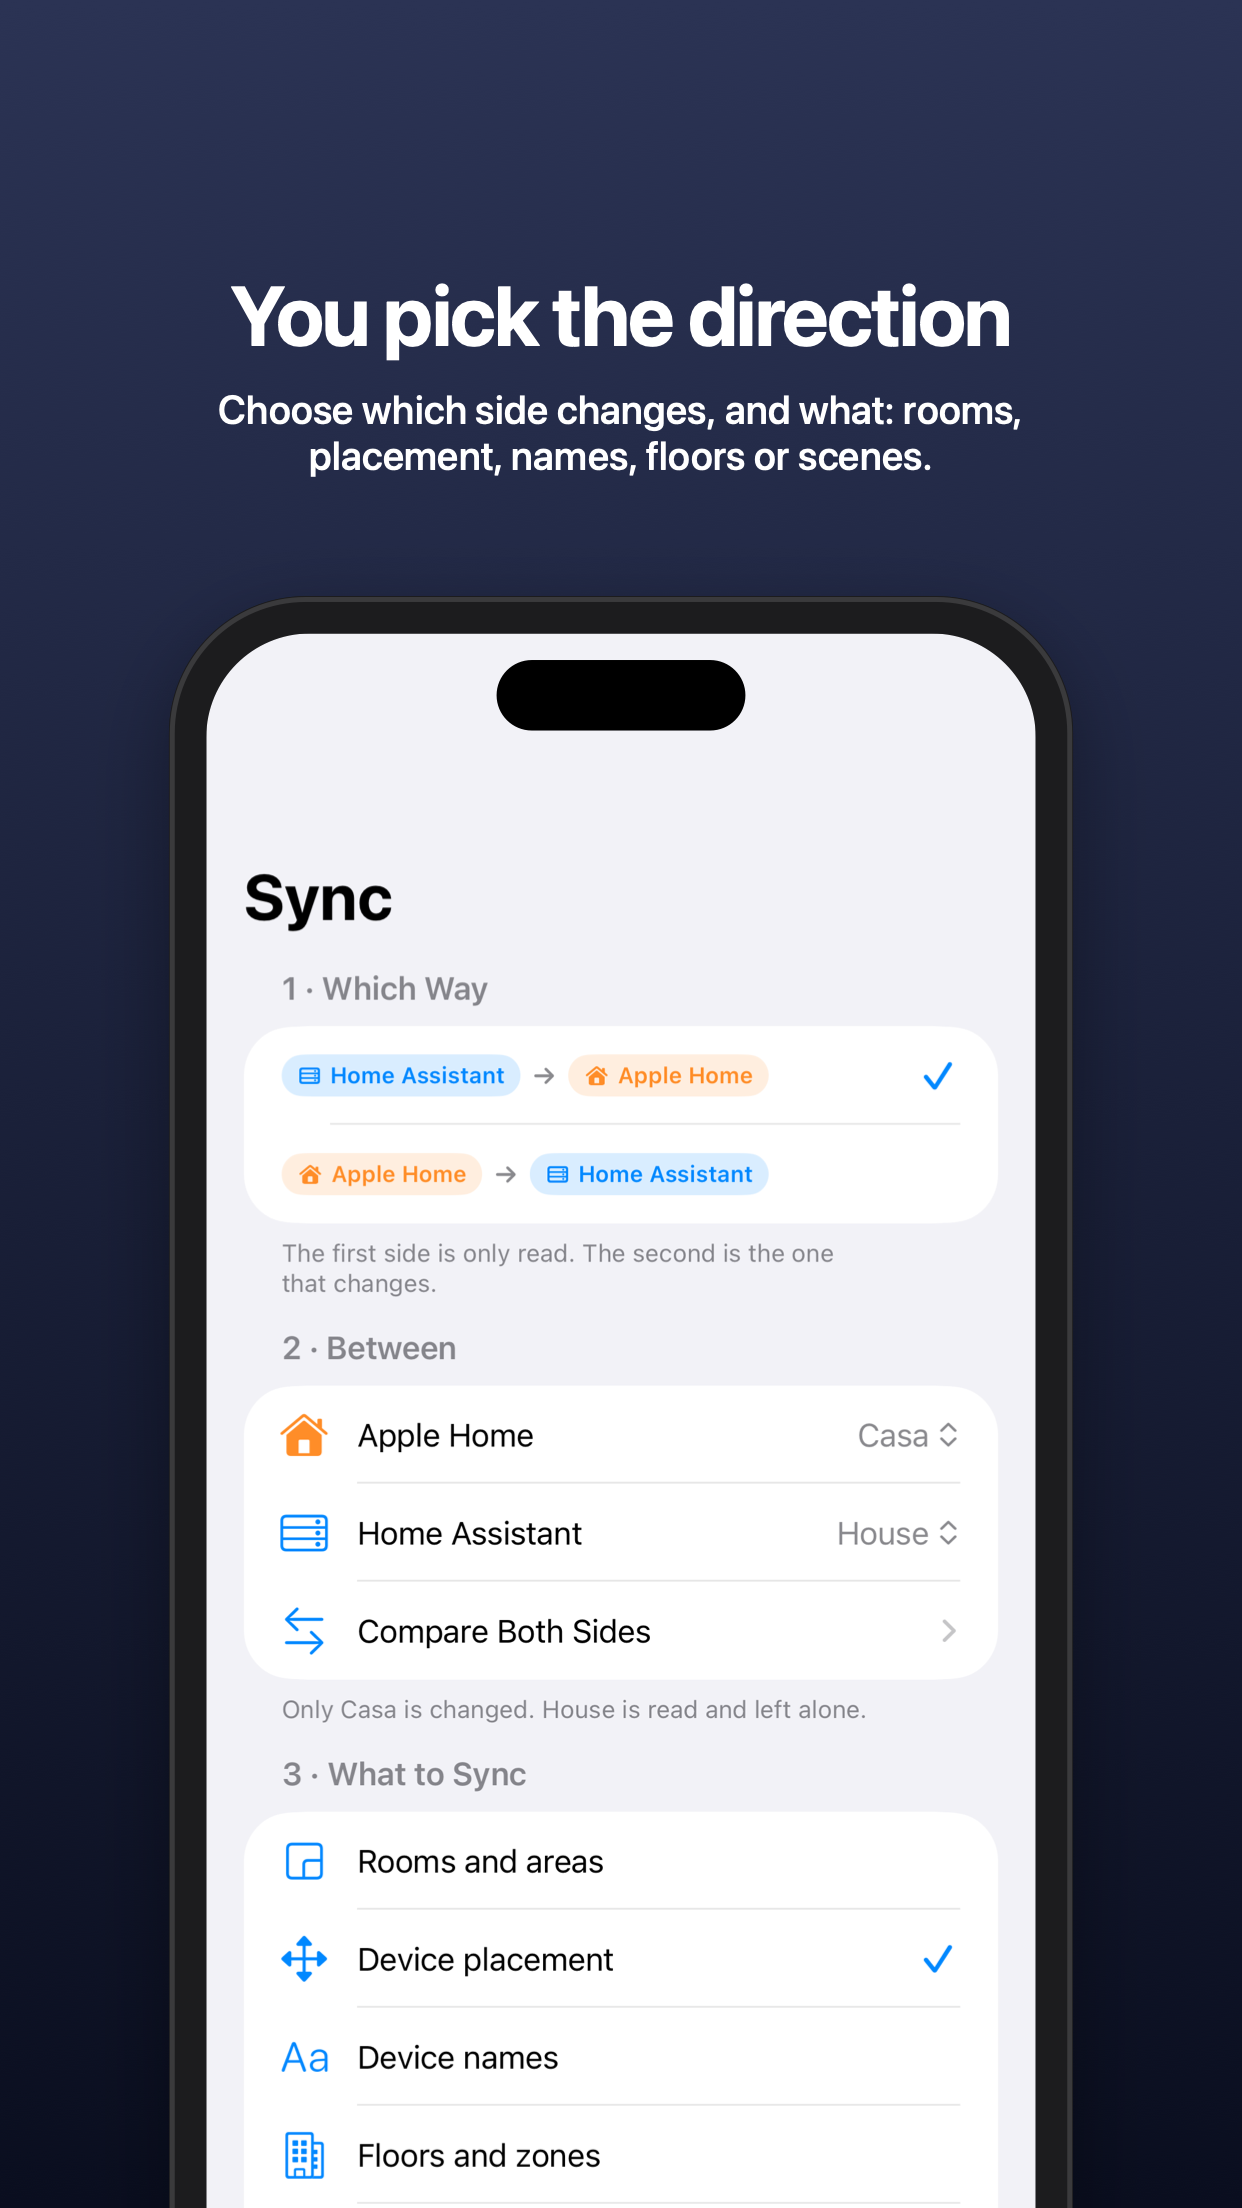 You pick the direction
Choose which side changes, and what: rooms,
placement, names, floors or scenes.
Sync
1 · Which Way
Home Assistant → Apple Home
Apple Home → Home Assistant
The first side is only read. The second is the one
that changes.
2 · Between
Apple Home Casa
Home Assistant House
Compare Both Sides
Only Casa is changed. House is read and left alone.
3 · What to Sync
Rooms and areas
Device placement
Aa Device names
Floors and zones